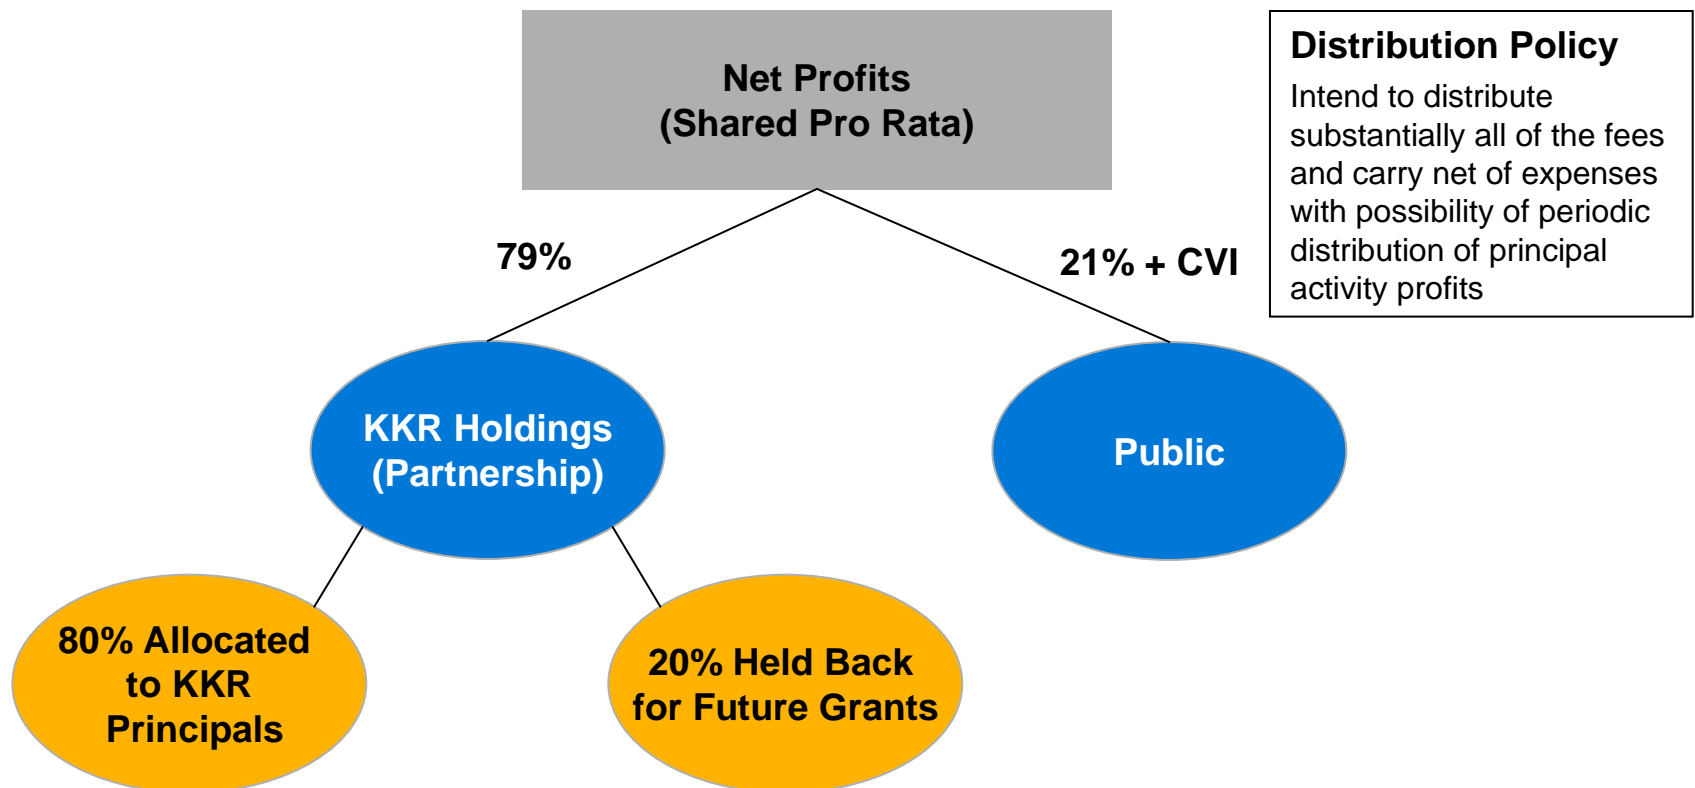 Net Profits
(Shared Pro Rata)
Distribution Policy
Intend to distribute
substantially all of the fees
and carry net of expenses
with possibility of periodic
distribution of principal
activity profits
79%
21% + CVI
KKR Holdings
(Partnership)
Public
80% Allocated
to KKR
Principals
20% Held Back
for Future Grants